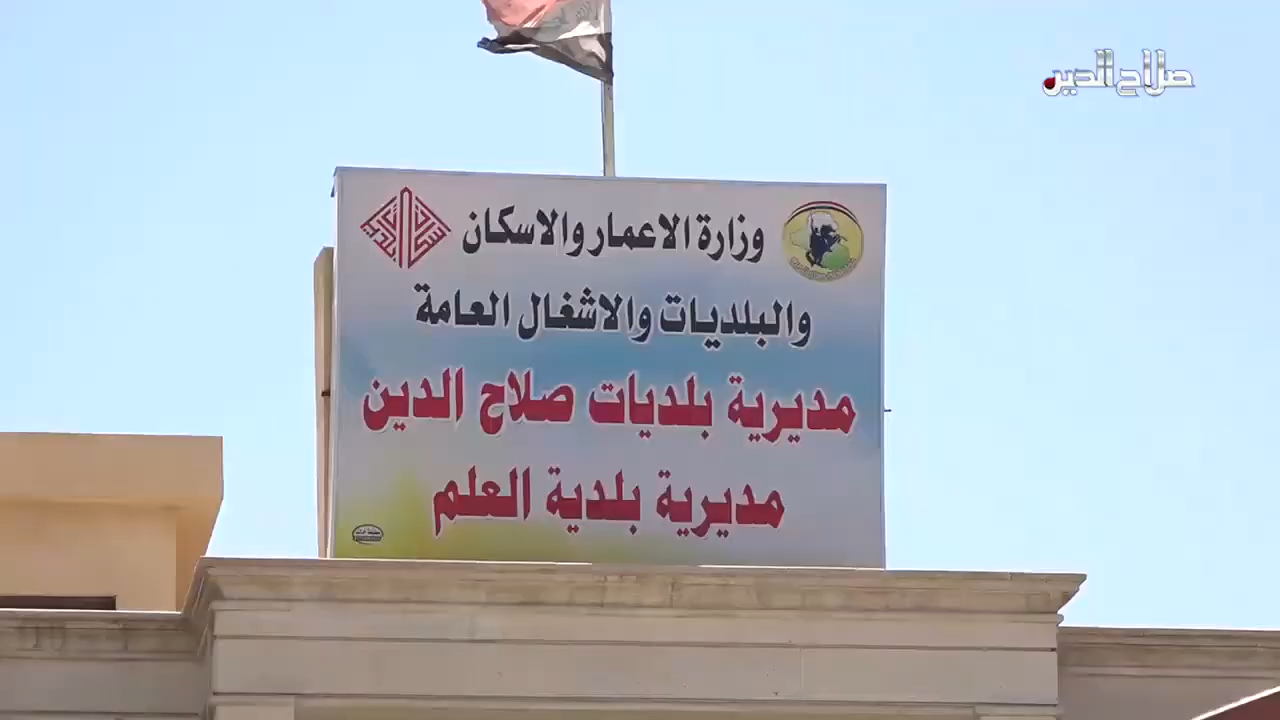 صلاح الدين
وزارة الاعمار والاسكان
والبلديات والاشغال العامة
مديرية بلديات صلاح الدين
مديرية بلدية العلم